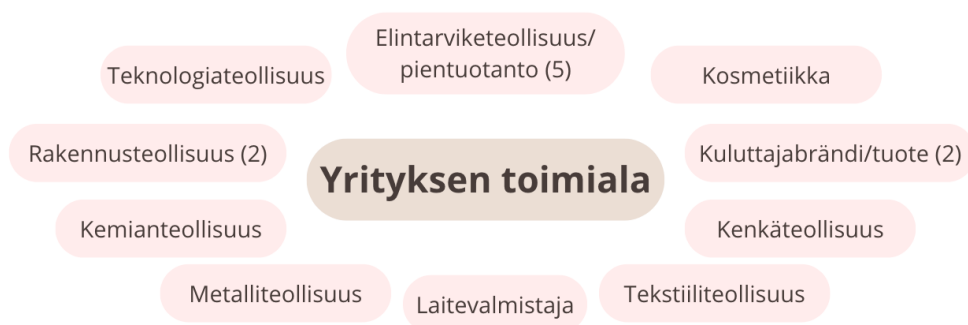 Elintarviketeollisuus/
pientuotanto (5)
Teknologiateollisuus
Kosmetiikka
Rakennusteollisuus (2)
Kuluttajabrändi/tuote (2)
Yrityksen toimiala
Kemianteollisuus
Kenkäteollisuus
Metalliteollisuus
Laitevalmistaja
Tekstiiliteollisuus